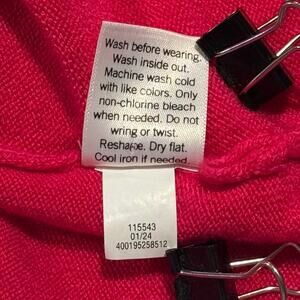 Wash before wearing.
Wash inside out.
Machine wash cold
with like colors. Only
non-chlorine bleach
when needed. Do not
wring or twist.
Reshape. Dry flat.
Cool iron if needed.
115543
01/24
400195258512